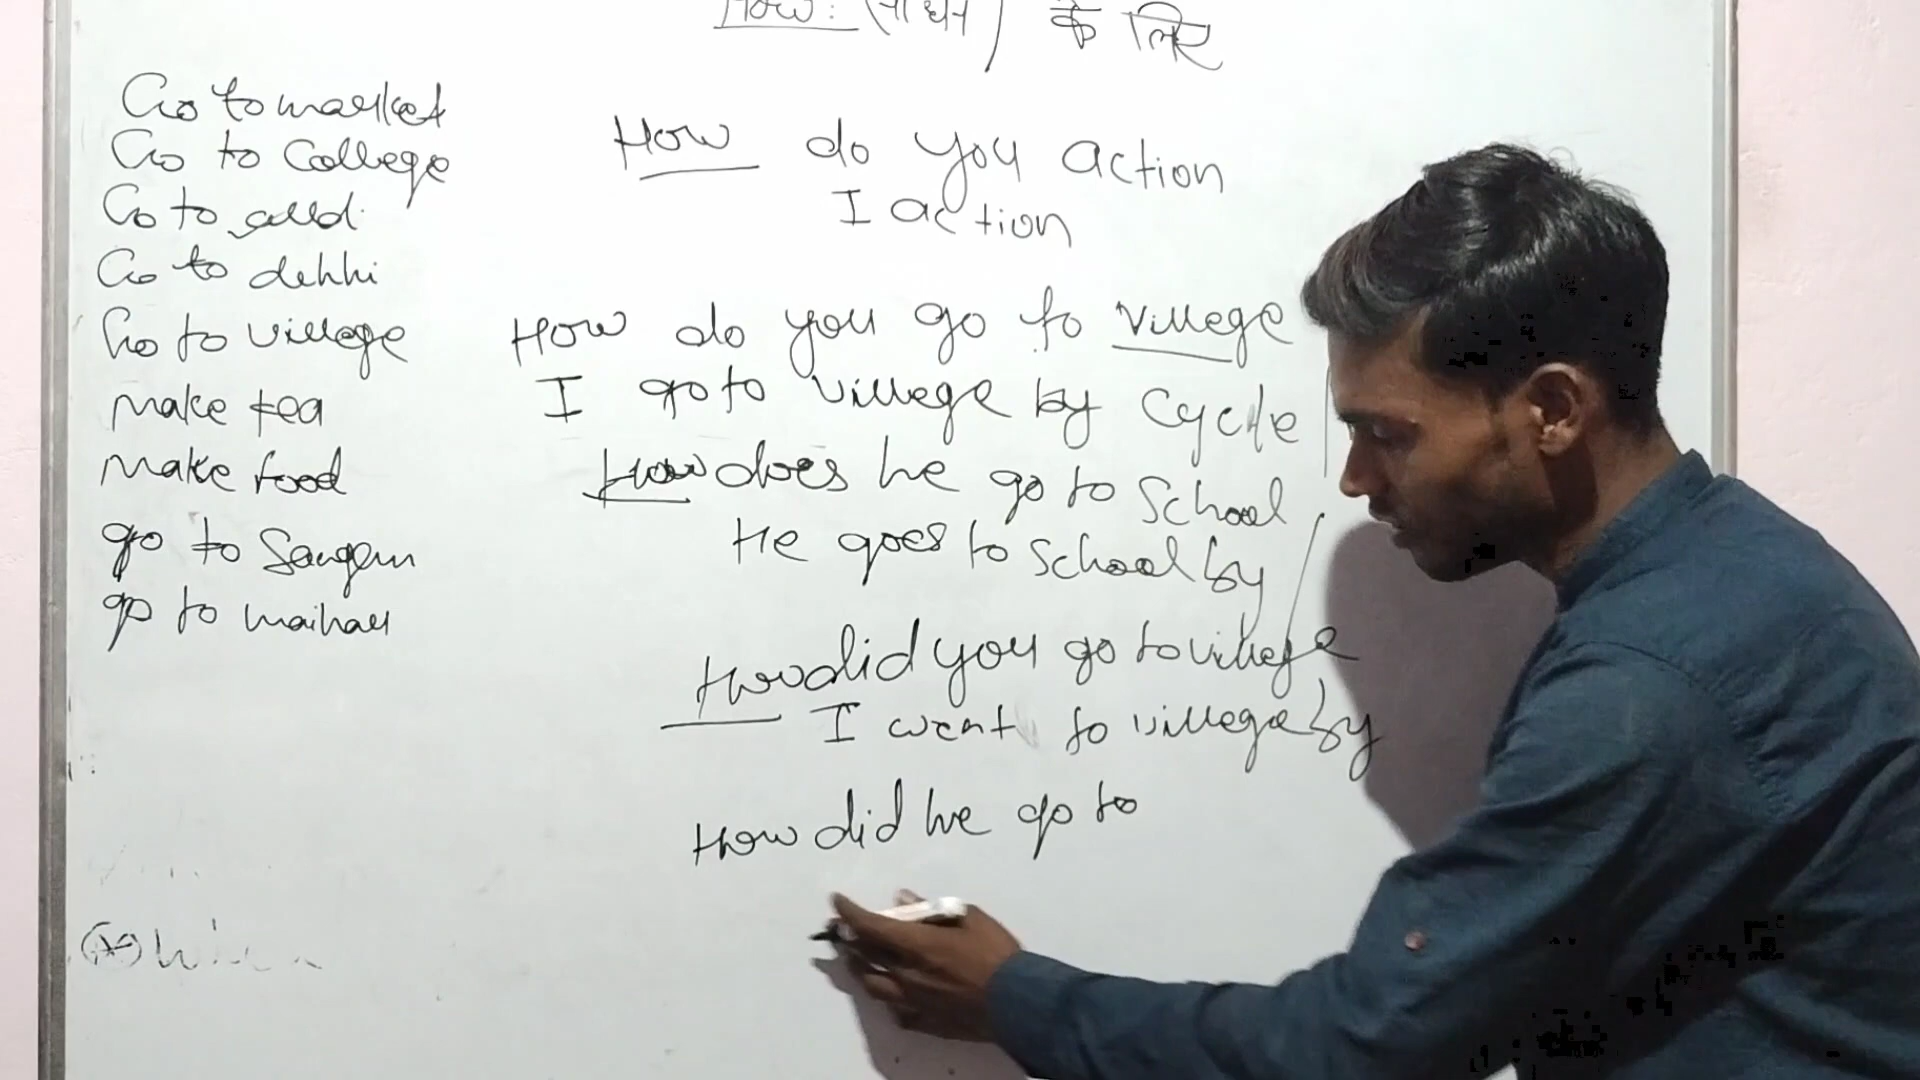 How : (साधन) के लिए
Go to market
Go to College
Go to alld.
Go to dehhi
Go to village
Make tea
Make food
go to Sangam
go to maihar
How do you action
I action
How do you go to village
I go to village by Cycle
How does he go to School
He goes to School by
How did you go to village
I went to village by
How did he go to